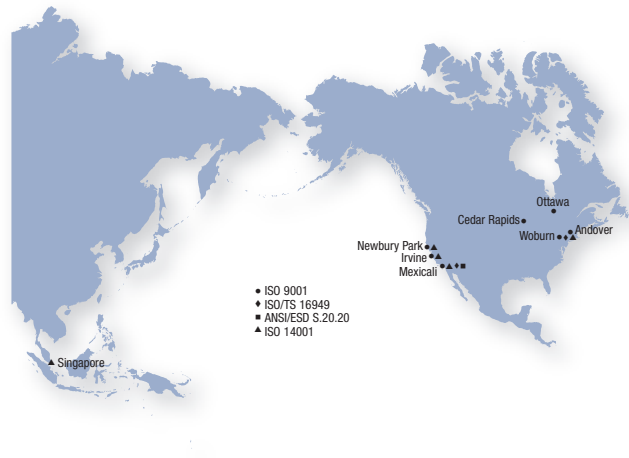 Ottawa
Cedar Rapids
Andover
Woburn
Newbury Park
Irvine
Mexicali
ISO 9001
ISO/TS 16949
ANSI/ESD S.20.20
ISO 14001
Singapore